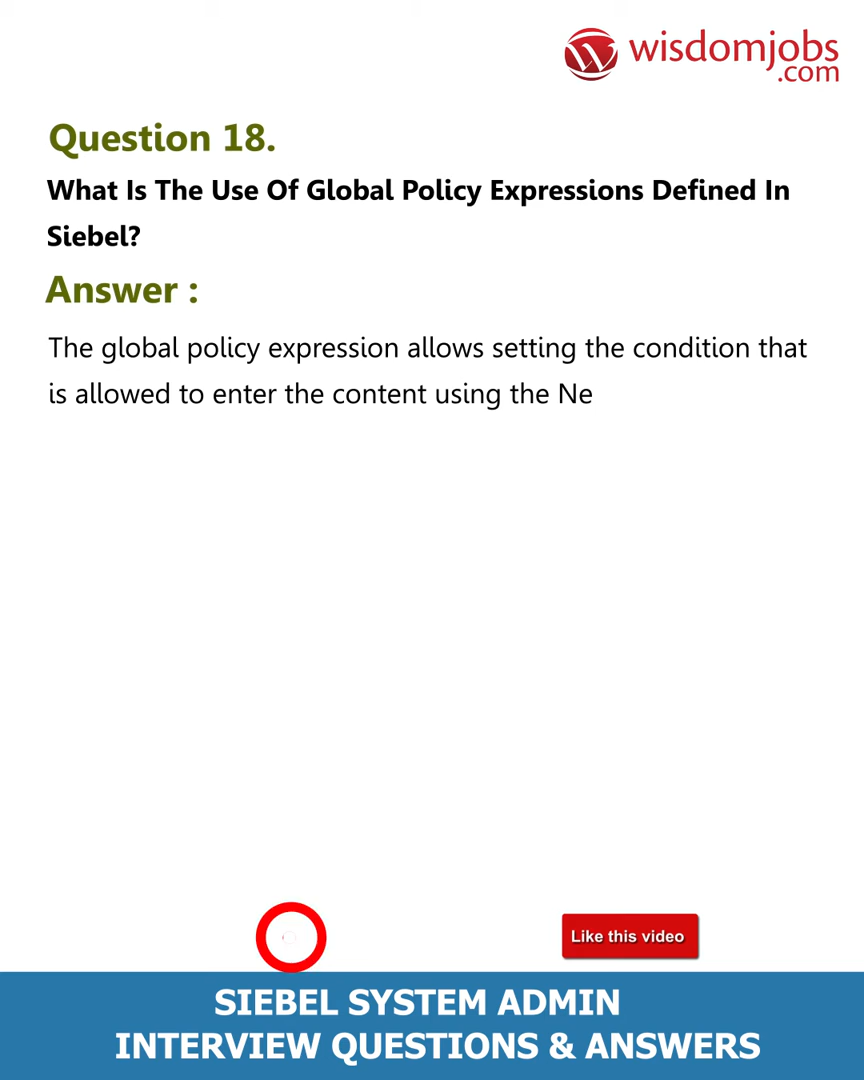 wisdomjobs
.com
Question 18.
What Is The Use Of Global Policy Expressions Defined In
Siebel?
Answer :
The global policy expression allows setting the condition that
is allowed to enter the content using the Ne
Like this video
SIEBEL SYSTEM ADMIN
INTERVIEW QUESTIONS & ANSWERS